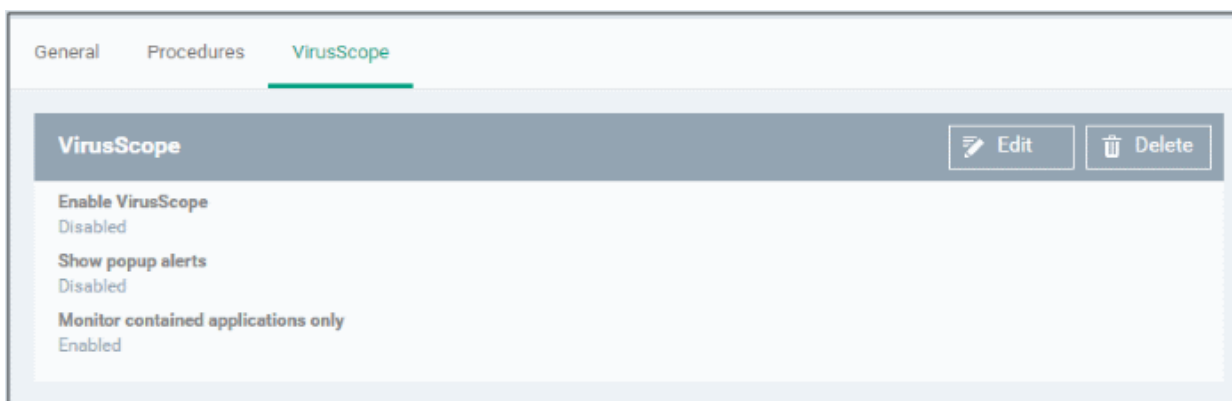 General Procedures VirusScope
VirusScope Edit Delete
Enable VirusScope
Disabled
Show popup alerts
Disabled
Monitor contained applications only
Enabled